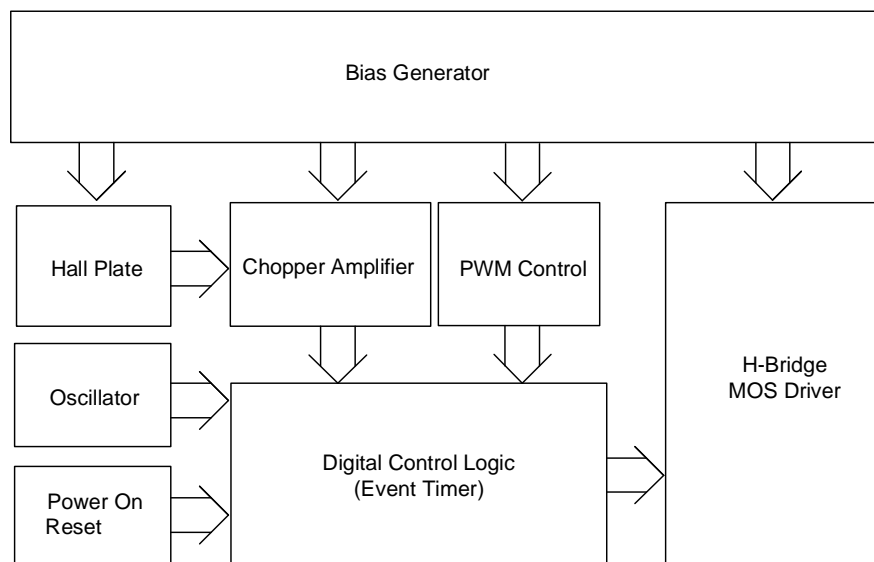 Bias Generator
Hall Plate
Chopper Amplifier
PWM Control
H-Bridge
MOS Driver
Oscillator
Digital Control Logic
(Event Timer)
Power On
Reset